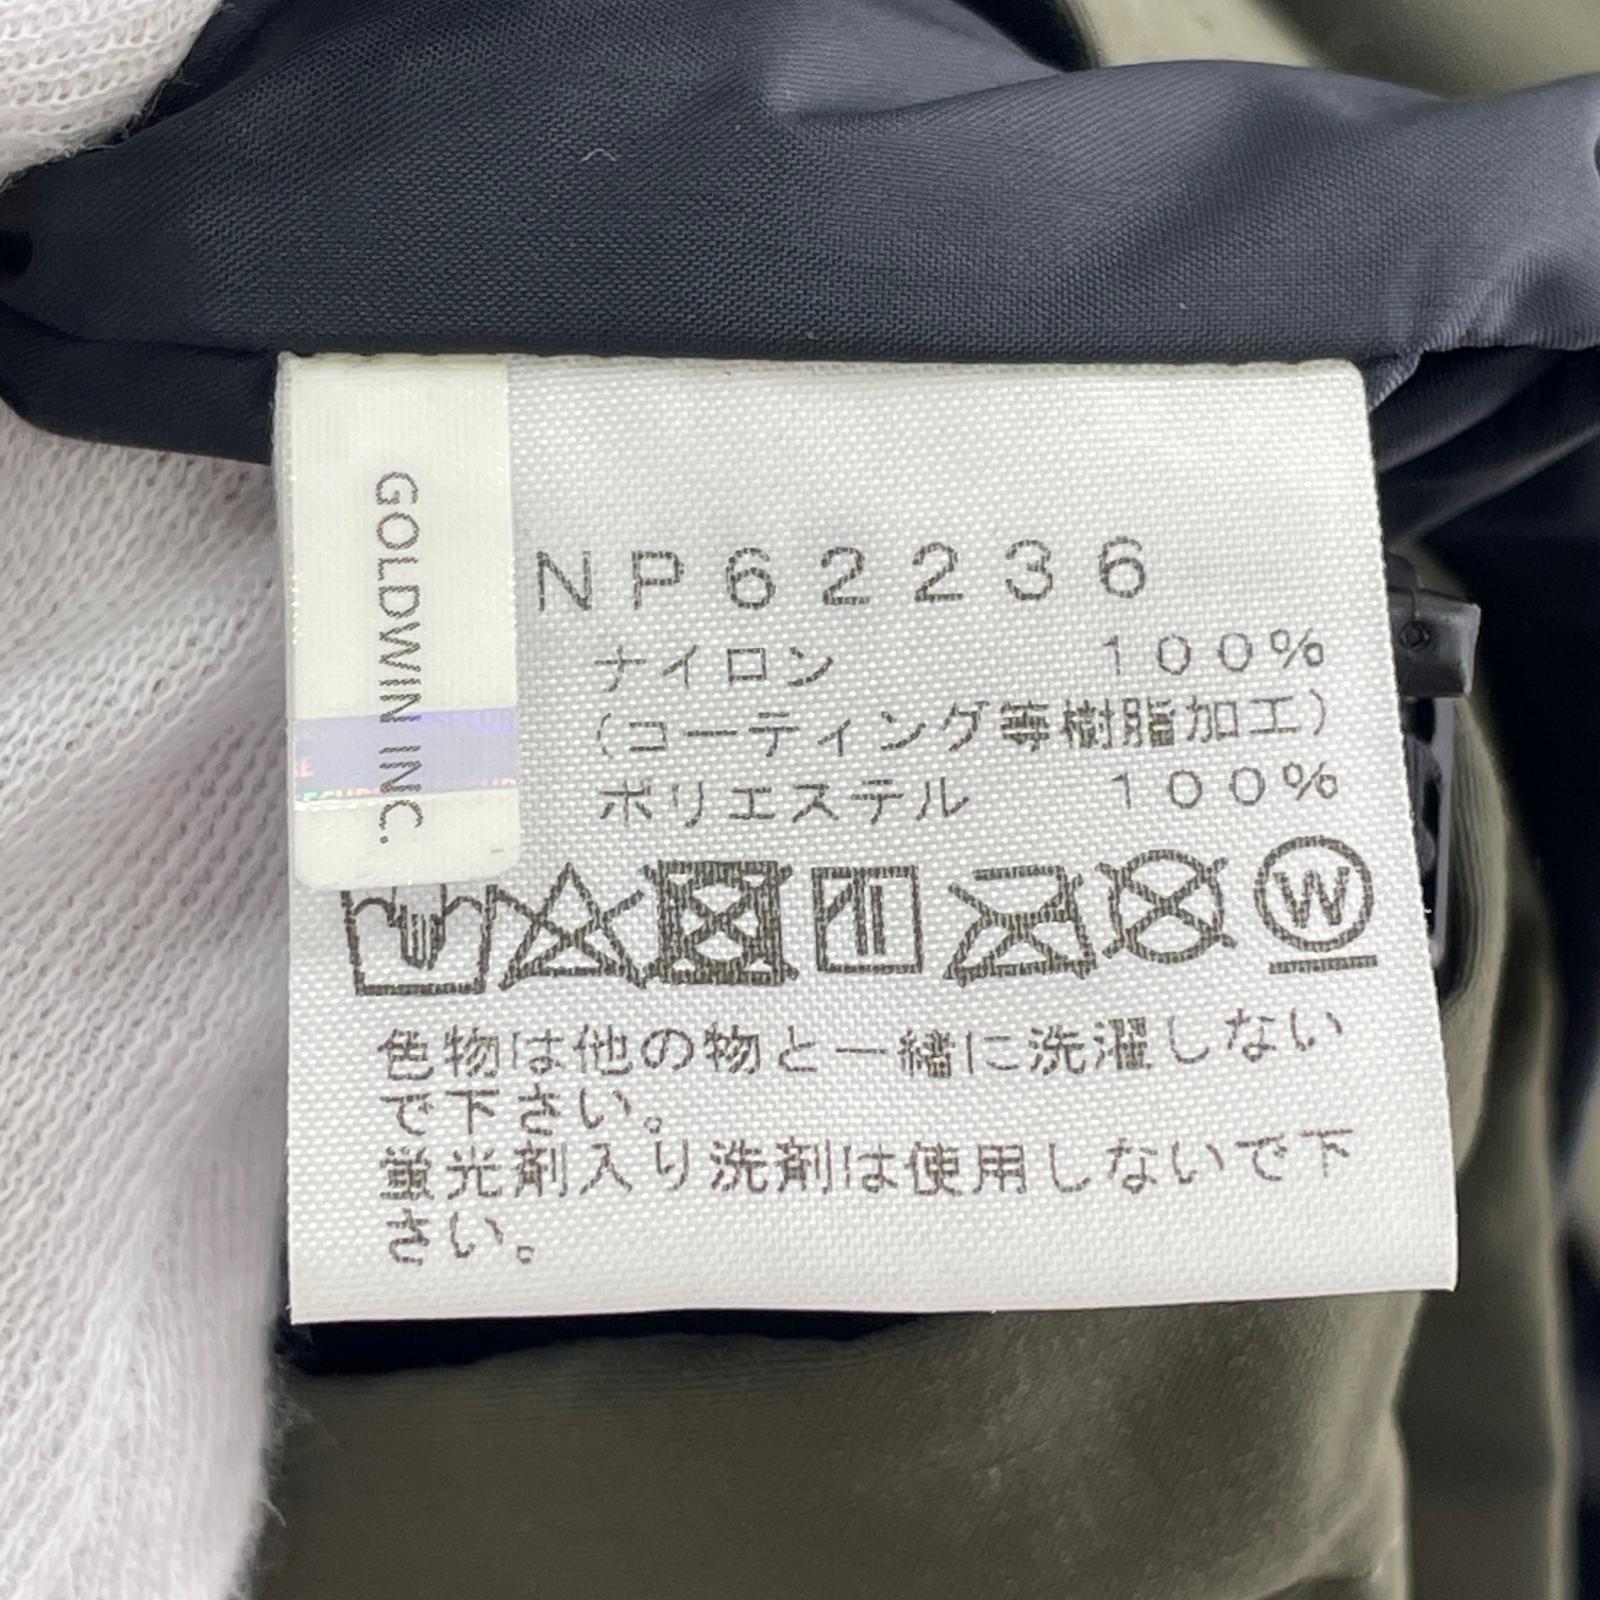 GOLDWIN INC.
NP62236
ナイロン 100%
(コーティング等樹脂加工)
ポリエステル 100%
W
色物は他の物と一緒に洗濯しない
で下さい。
蛍光剤入り洗剤は使用しないで下
さい。